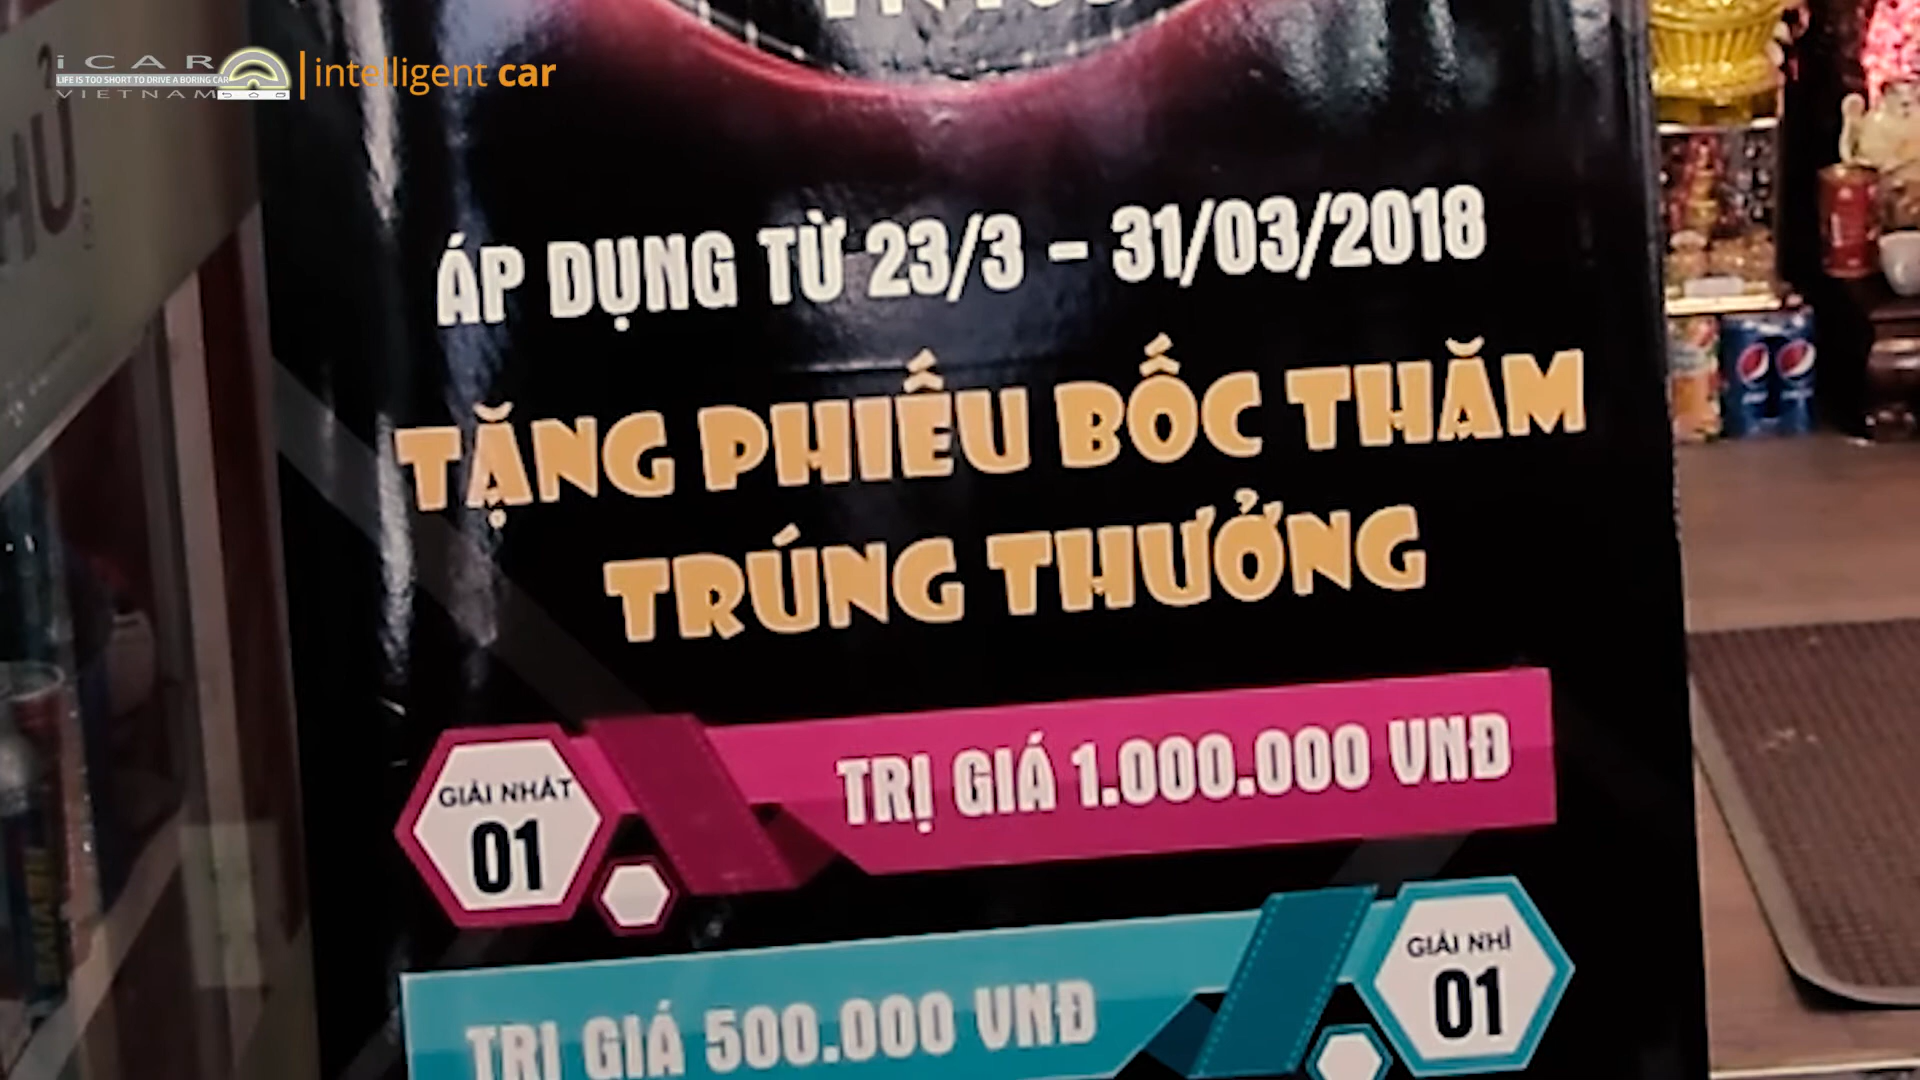 iCAR
LIFE IS TOO SHORT TO DRIVE A BORING CAR
VIETNAM
intelligent car
ÁP DỤNG TỪ 23/3 - 31/03/2018
TẶNG PHIẾU BỐC THĂM
TRÚNG THƯỞNG
GIẢI NHẤT
01
TRỊ GIÁ 1.000.000 VNĐ
TRỊ GIÁ 500.000 VNĐ
GIẢI NHÌ
01